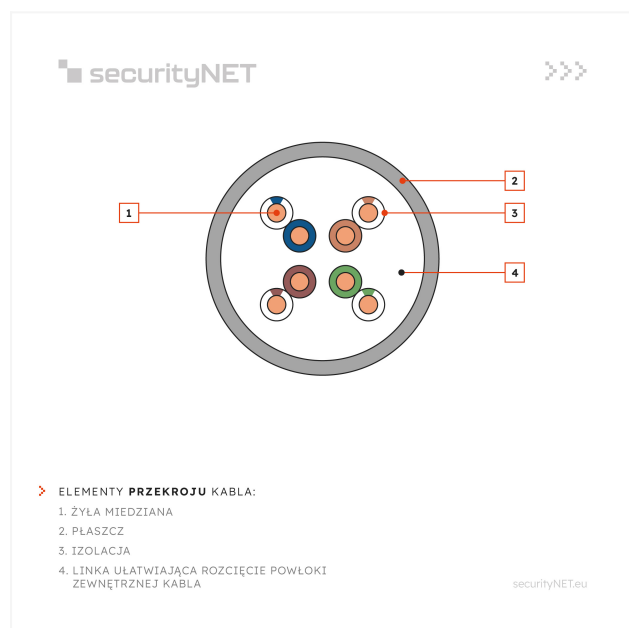 securityNET
2
1
3
4
ELEMENTY PRZEKROJU KABLA:
1. ŻYŁA MIEDZIANA
2. PŁASZCZ
3. IZOLACJA
4. LINKA UŁATWIAJĄCA ROZCIĘCIE POWŁOKI
ZEWNĘTRZNEJ KABLA
securityNET.eu